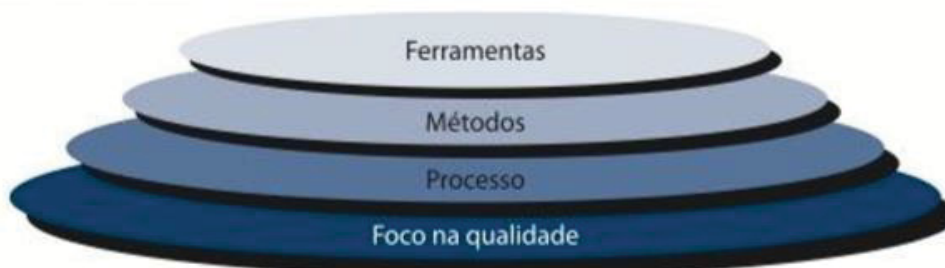 Ferramentas
Métodos
Processo
Foco na qualidade